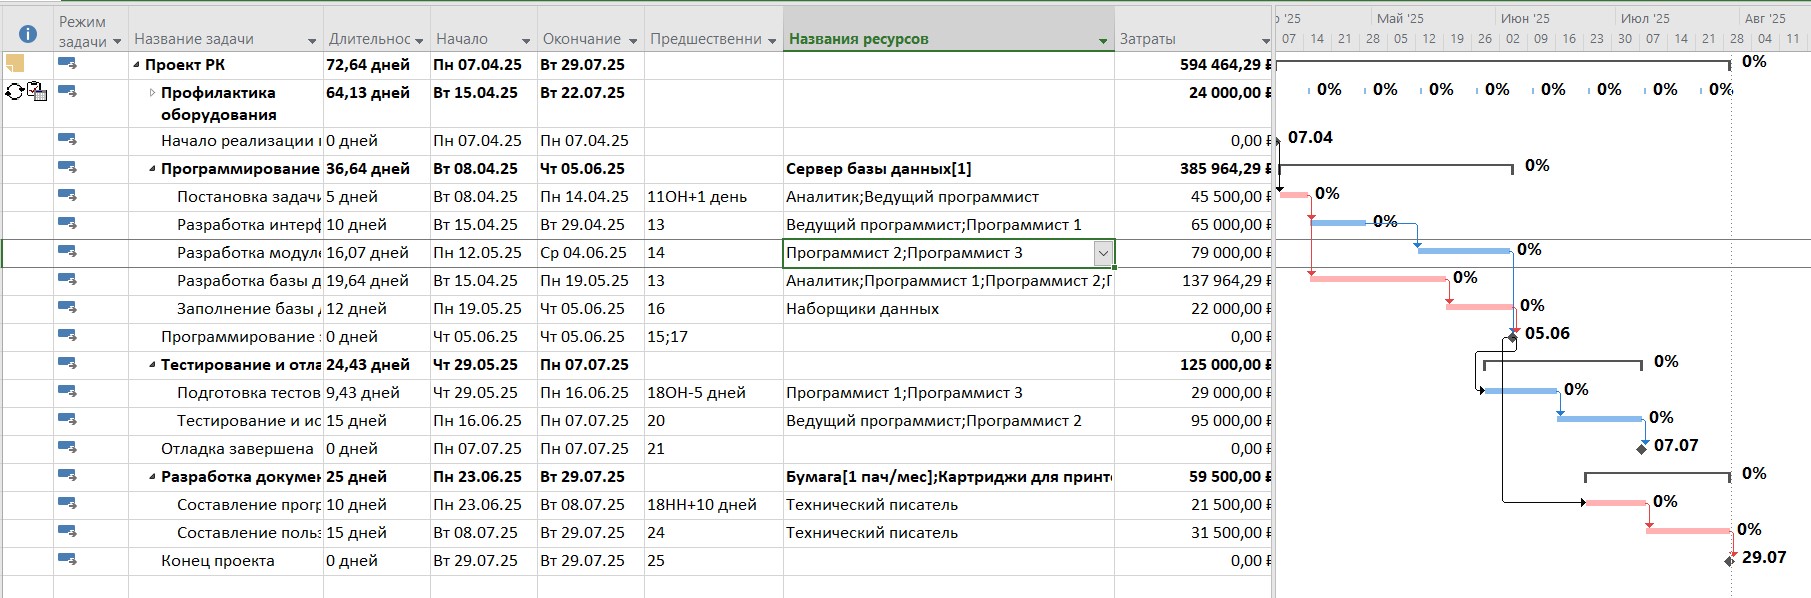 Режим задачи Название задачи Длительнос Начало Окончание Предшественни Названия ресурсов Затраты
'25 Май '25 Июн '25 Июл '25 Авг '25
07 14 21 28 05 12 19 26 02 09 16 23 30 07 14 21 28 04 11
Проект РК 72,64 дней Пн 07.04.25 Вт 29.07.25 594 464,29 ₽ 0%
Профилактика оборудования 64,13 дней Вт 15.04.25 Вт 22.07.25 24 000,00 ₽ 0% 0% 0% 0% 0% 0% 0% 0%
Начало реализации 0 дней Пн 07.04.25 Пн 07.04.25 0,00 ₽ 07.04
Программирование 36,64 дней Вт 08.04.25 Чт 05.06.25 Сервер базы данных[1] 385 964,29 ₽ 0%
Постановка задачи 5 дней Вт 08.04.25 Пн 14.04.25 11ОН+1 день Аналитик;Ведущий программист 45 500,00 ₽ 0%
Разработка интерф 10 дней Вт 15.04.25 Вт 29.04.25 13 Ведущий программист;Программист 1 65 000,00 ₽ 0%
Разработка модуле 16,07 дней Пн 12.05.25 Ср 04.06.25 14 Программист 2;Программист 3 79 000,00 ₽ 0%
Разработка базы д 19,64 дней Вт 15.04.25 Пн 19.05.25 13 Аналитик;Программист 1;Программист 2;П 137 964,29 ₽ 0%
Заполнение базы 12 дней Пн 19.05.25 Чт 05.06.25 16 Наборщики данных 22 000,00 ₽ 0%
Программирование 0 дней Чт 05.06.25 Чт 05.06.25 15;17 0,00 ₽ 05.06
Тестирование и отла 24,43 дней Чт 29.05.25 Пн 07.07.25 125 000,00 ₽ 0%
Подготовка тестов 9,43 дней Чт 29.05.25 Пн 16.06.25 18ОН-5 дней Программист 1;Программист 3 29 000,00 ₽ 0%
Тестирование и ис 15 дней Пн 16.06.25 Пн 07.07.25 20 Ведущий программист;Программист 2 95 000,00 ₽ 0%
Отладка завершена 0 дней Пн 07.07.25 Пн 07.07.25 21 0,00 ₽ 07.07
Разработка докумен 25 дней Пн 23.06.25 Вт 29.07.25 Бумага[1 пач/мес];Картриджи для принте 59 500,00 ₽ 0%
Составление прогр 10 дней Пн 23.06.25 Вт 08.07.25 18НН+10 дней Технический писатель 21 500,00 ₽ 0%
Составление польз 15 дней Вт 08.07.25 Вт 29.07.25 24 Технический писатель 31 500,00 ₽ 0%
Конец проекта 0 дней Вт 29.07.25 Вт 29.07.25 25 0,00 ₽ 29.07